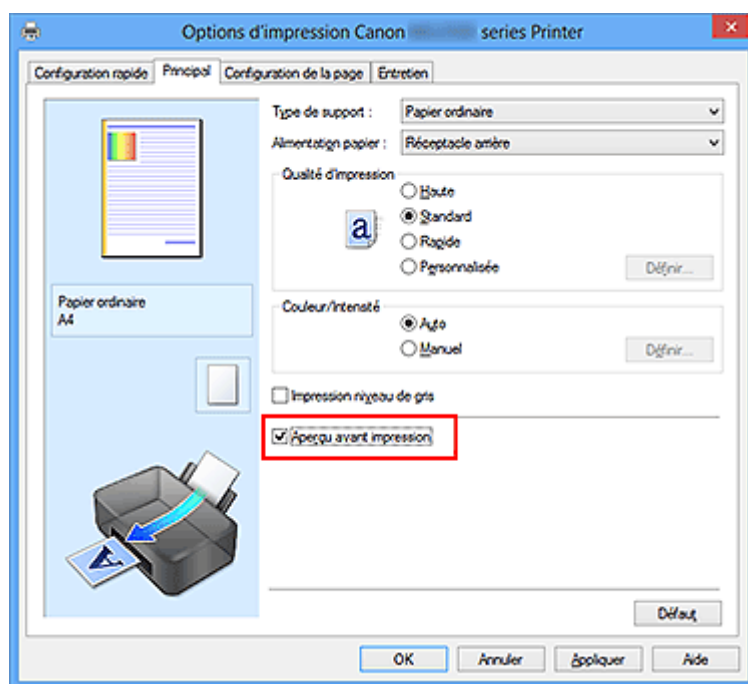 Options d'impression Canon series Printer
Configuration rapide Principal Configuration de la page Entretien
Type de support : Papier ordinaire
Alimentation papier : Réceptacle arrière
Qualité d'impression
Haute
Standard
Rapide
Personnalisée Définir...
Papier ordinaire
A4
Couleur/Intensité
Auto
Manuel Définir...
Impression niveau de gris
Aperçu avant impression
Défaut
OK Annuler Appliquer Aide